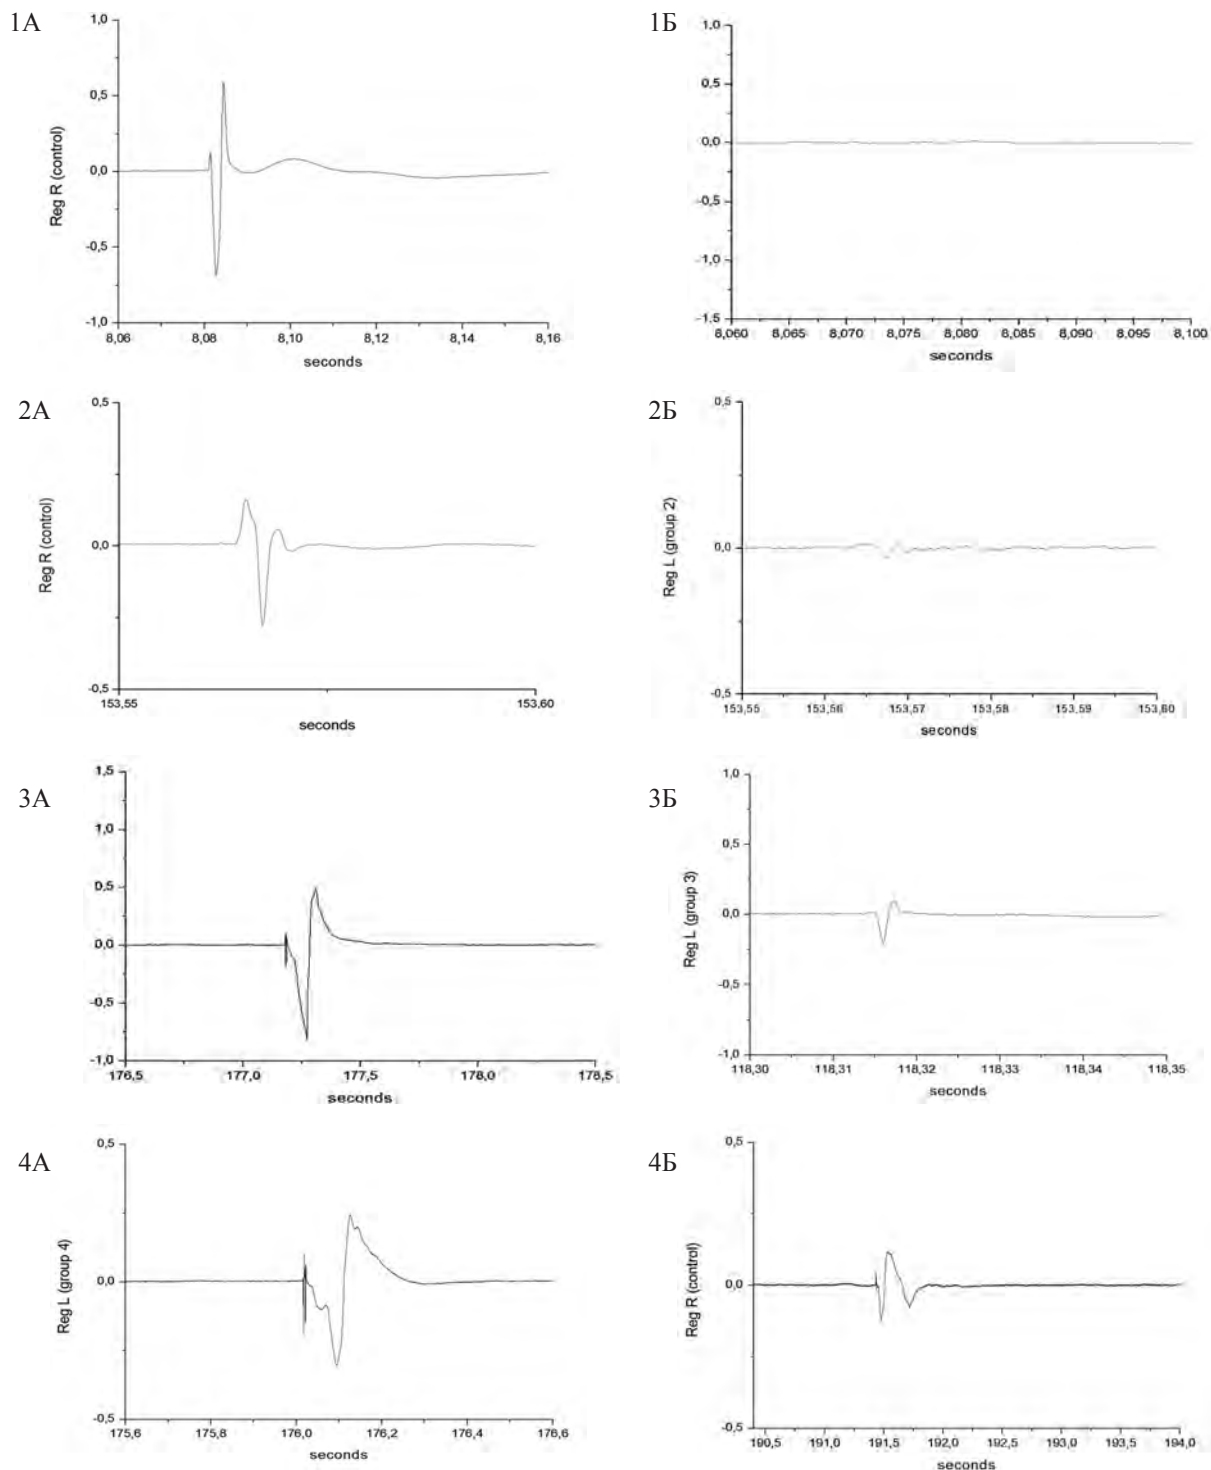 1А
1,0
0,5
0,0
-0,5
-1,0
Reg R (control)
8,06 8,08 8,10 8,12 8,14 8,16
seconds
1Б
1,0
0,5
0,0
-0,5
-1,0
-1,5
8,060 8,065 8,070 8,075 8,080 8,085 8,090 8,095 8,100
seconds
2А
0,5
0,0
-0,5
Reg R (control)
153,55 153,60
seconds
2Б
0,5
0,0
-0,5
Reg L (group 2)
153,55 153,56 153,57 153,58 153,59 153,60
seconds
3А
1,5
1,0
0,5
0,0
-0,5
-1,0
176,5 177,0 177,5 178,0 178,5
seconds
3Б
1,0
0,5
0,0
-0,5
-1,0
Reg L (group 3)
118,30 118,31 118,32 118,33 118,34 118,35
seconds
4А
0,5
0,0
-0,5
Reg L (group 4)
175,6 175,8 176,0 176,2 176,4 176,6
seconds
4Б
0,5
0,0
-0,5
Reg R (control)
190,5 191,0 191,5 192,0 192,5 193,0 193,5 194,0
seconds